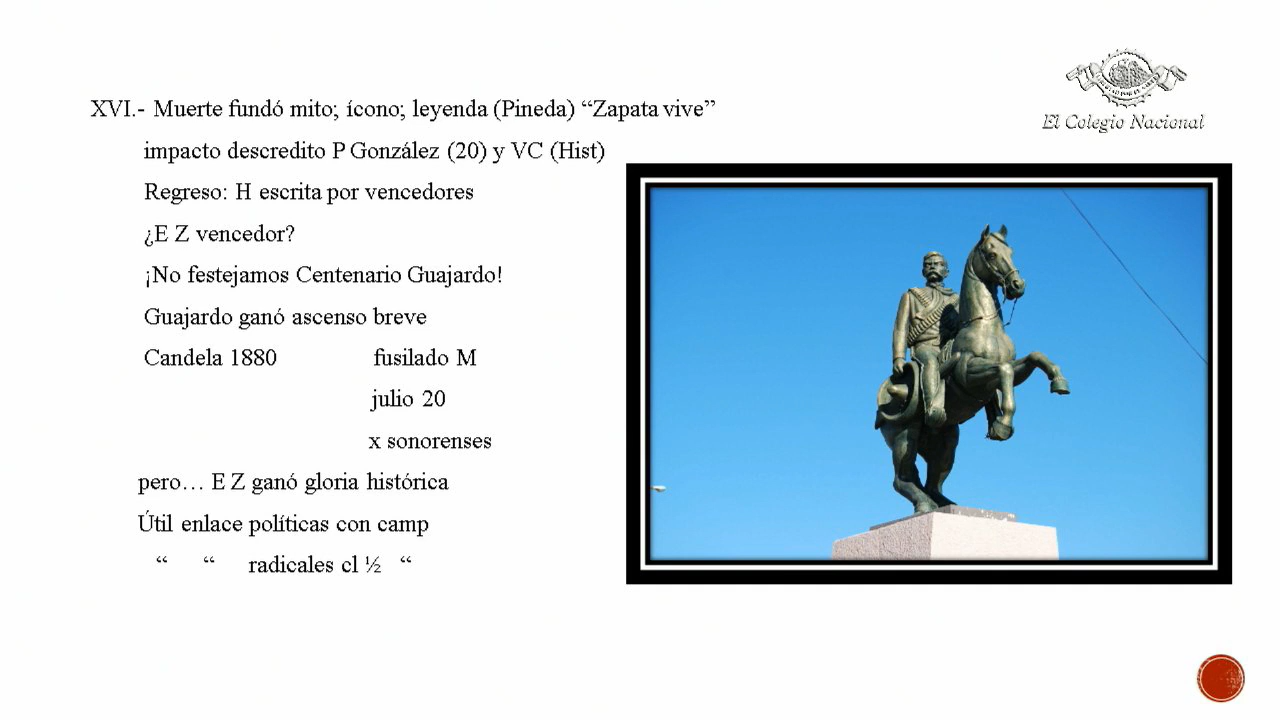 El Colegio Nacional
XVI.- Muerte fundó mito; ícono; leyenda (Pineda) “Zapata vive”
impacto descredito P González (20) y VC (Hist)
Regreso: H escrita por vencedores
¿E Z vencedor?
¡No festejamos Centenario Guajardo!
Guajardo ganó ascenso breve
Candela 1880 fusilado M
julio 20
x sonorenses
pero… E Z ganó gloria histórica
Útil enlace políticas con camp
“ “ radicales cl ½ “